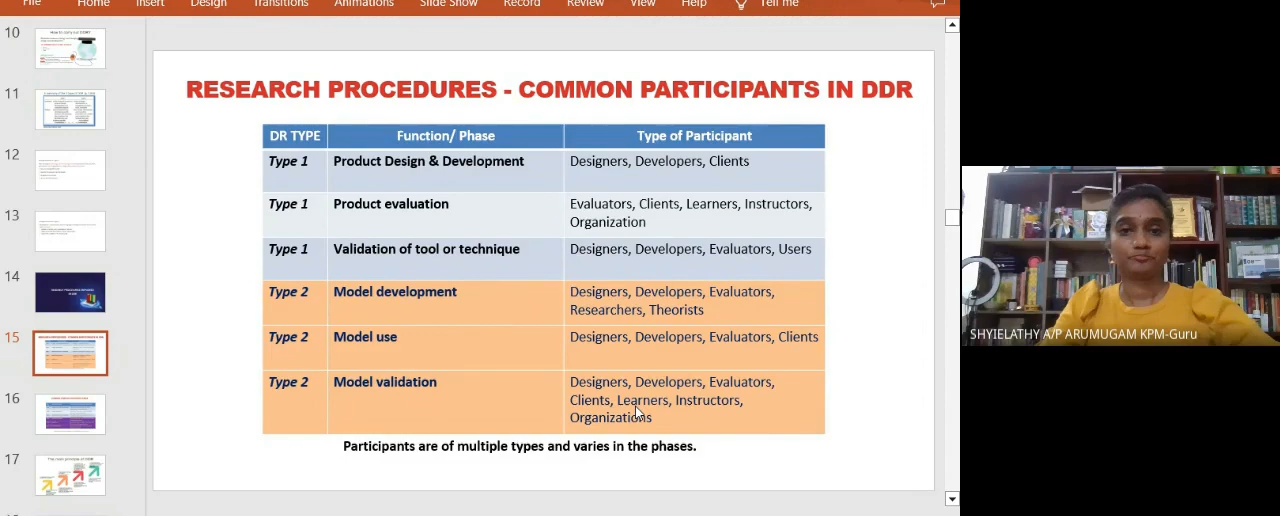 File Home Insert Design Transitions Animations Slide Show Record Review View Help Tell me
10
11
12
13
14
15
16
17
RESEARCH PROCEDURES - COMMON PARTICIPANTS IN DDR
DR TYPE Function/ Phase Type of Participant
Type 1 Product Design & Development Designers, Developers, Clients
Type 1 Product evaluation Evaluators, Clients, Learners, Instructors,
Organization
Type 1 Validation of tool or technique Designers, Developers, Evaluators, Users
Type 2 Model development Designers, Developers, Evaluators,
Researchers, Theorists
Type 2 Model use Designers, Developers, Evaluators, Clients
Type 2 Model validation Designers, Developers, Evaluators,
Clients, Learners, Instructors,
Organizations
Participants are of multiple types and varies in the phases.
SHYIELATHY A/P ARUMUGAM KPM-Guru